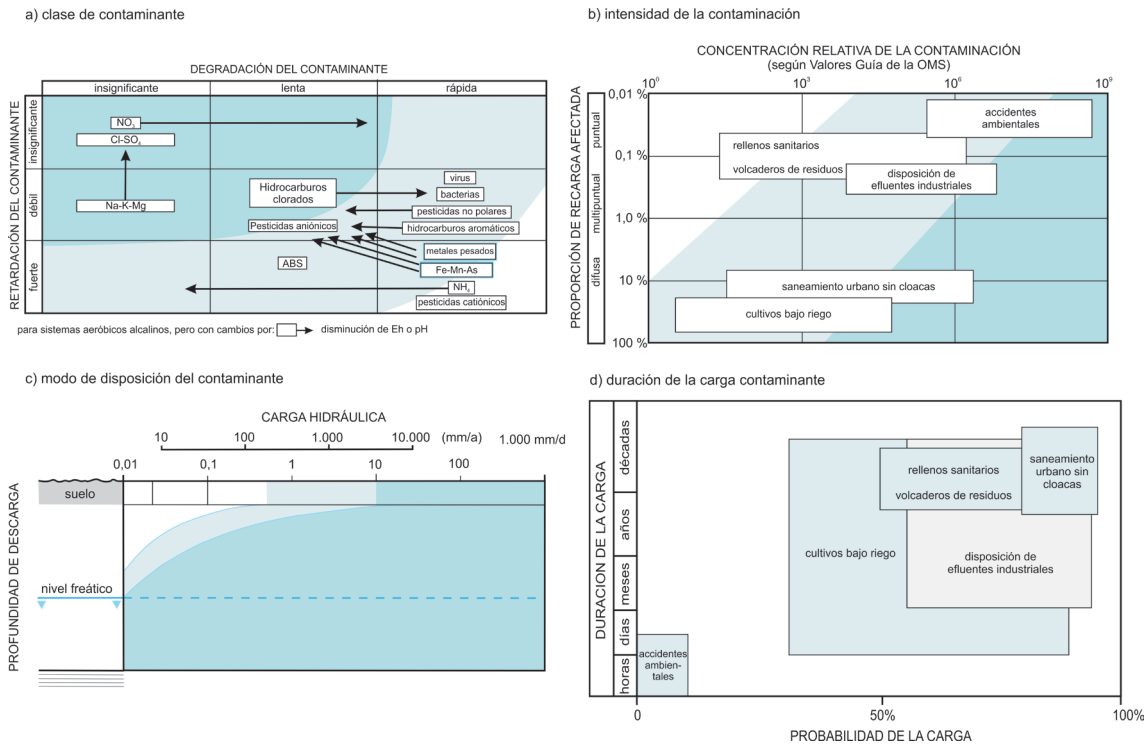 a) clase de contaminante
DEGRADACIÓN DEL CONTAMINANTE
insignificante
lenta
rápida
RETARDACIÓN DEL CONTAMINANTE
insignificante
débil
fuerte
NO₃
Cl-SO₄
Na-K-Mg
Hidrocarburos
clorados
Pesticidas aniónicos
ABS
virus
bacterias
pesticidas no polares
hidrocarburos aromáticos
metales pesados
Fe-Mn-As
NH₄
pesticidas catiónicos
para sistemas aeróbicos alcalinos, pero con cambios por:
disminución de Eh o pH
b) intensidad de la contaminación
CONCENTRACIÓN RELATIVA DE LA CONTAMINACIÓN
(según Valores Guía de la OMS)
10⁰ 10³ 10⁶ 10⁹
PROPORCIÓN DE RECARGA AFECTADA
puntual
multipuntual
difusa
0,01 %
0,1 %
1,0 %
10 %
100 %
accidentes
ambientales
rellenos sanitarios
volcaderos de residuos
disposición de
efluentes industriales
saneamiento urbano sin cloacas
cultivos bajo riego
c) modo de disposición del contaminante
CARGA HIDRÁULICA
10 100 1.000 10.000 (mm/a) 1.000 mm/d
0,01 0,1 1 10 100
PROFUNDIDAD DE DESCARGA
suelo
nivel freático
d) duración de la carga contaminante
DURACION DE LA CARGA
décadas
años
meses
días
horas
rellenos sanitarios
volcaderos de residuos
saneamiento
urbano sin
cloacas
cultivos bajo riego
disposición de
efluentes industriales
accidentes
ambien-
tales
0 50% 100%
PROBABILIDAD DE LA CARGA